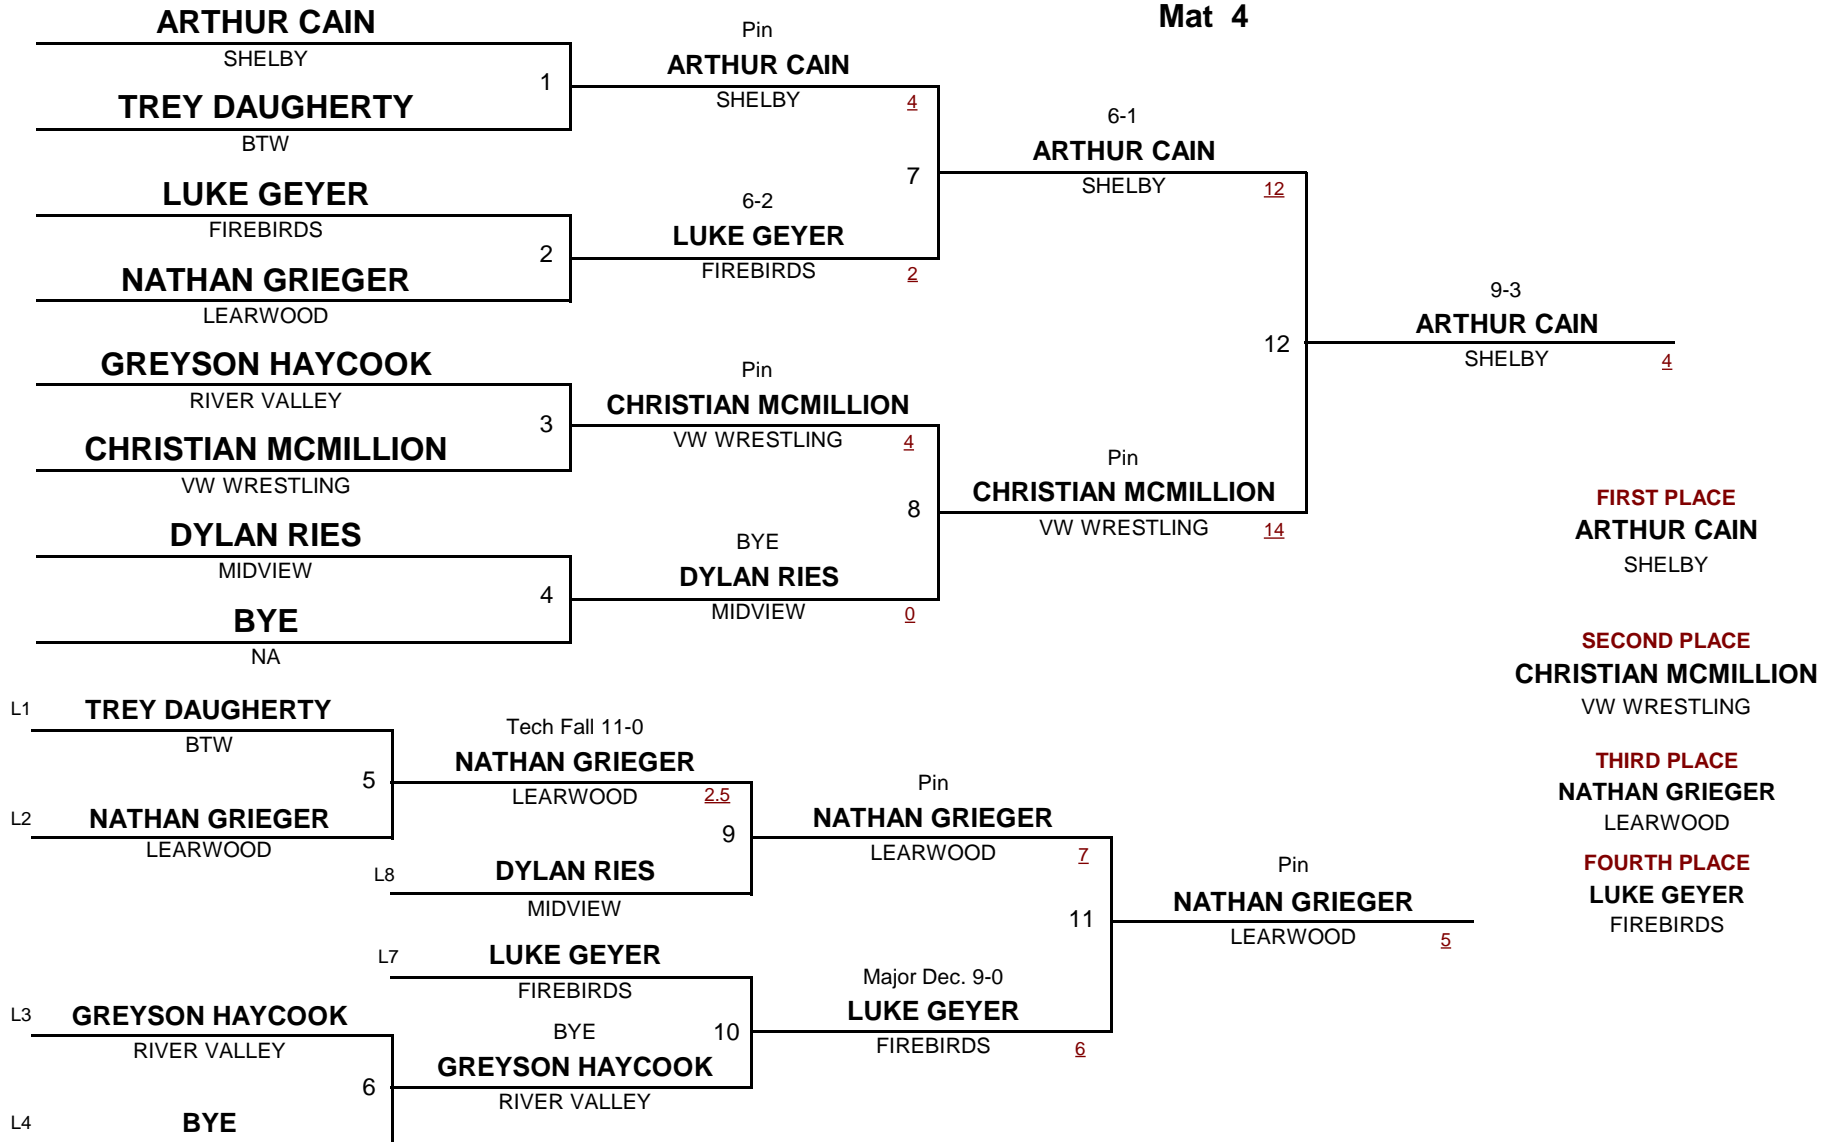 Mat 4
ARTHUR CAIN
SHELBY
1
TREY DAUGHERTY
BTW
LUKE GEYER
FIREBIRDS
2
NATHAN GRIEGER
LEARWOOD
GREYSON HAYCOOK
RIVER VALLEY
3
CHRISTIAN MCMILLION
VW WRESTLING
DYLAN RIES
MIDVIEW
4
BYE
NA
Pin
ARTHUR CAIN
SHELBY 4
7
6-2
LUKE GEYER
FIREBIRDS 2
Pin
CHRISTIAN MCMILLION
VW WRESTLING 4
8
BYE
DYLAN RIES
MIDVIEW 0
6-1
ARTHUR CAIN
SHELBY 12
12
Pin
CHRISTIAN MCMILLION
VW WRESTLING 14
9-3
ARTHUR CAIN
SHELBY 4
FIRST PLACE
ARTHUR CAIN
SHELBY
SECOND PLACE
CHRISTIAN MCMILLION
VW WRESTLING
THIRD PLACE
NATHAN GRIEGER
LEARWOOD
FOURTH PLACE
LUKE GEYER
FIREBIRDS
L1 TREY DAUGHERTY
BTW
5
L2 NATHAN GRIEGER
LEARWOOD
L3 GREYSON HAYCOOK
RIVER VALLEY
6
L4 BYE
Tech Fall 11-0
NATHAN GRIEGER
LEARWOOD 2.5
9
L8 DYLAN RIES
MIDVIEW
L7 LUKE GEYER
FIREBIRDS
BYE 10
GREYSON HAYCOOK
RIVER VALLEY
Pin
NATHAN GRIEGER
LEARWOOD 7
11
Major Dec. 9-0
LUKE GEYER
FIREBIRDS 6
Pin
NATHAN GRIEGER
LEARWOOD 5